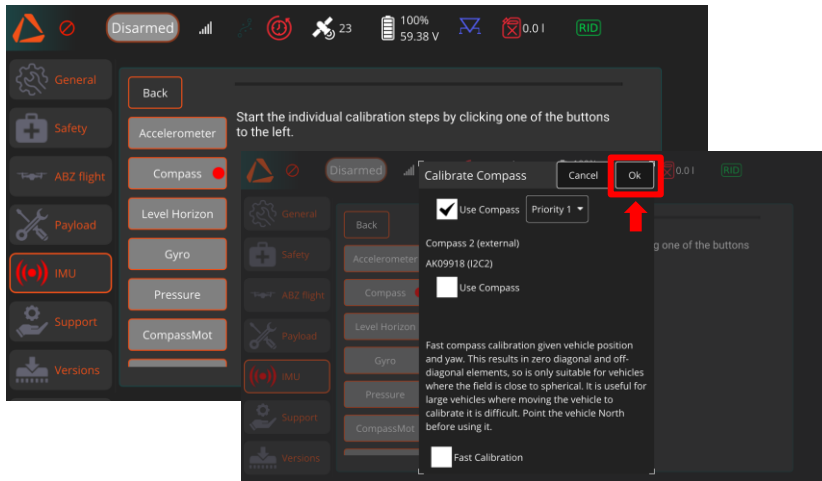 Disarmed 23 100% 0.0 l RID
59.38 V
General
Safety
ABZ flight
Payload
IMU
Support
Versions
Back
Accelerometer
Compass
Level Horizon
Gyro
Pressure
CompassMot
Start the individual calibration steps by clicking one of the buttons
to the left.
Disarmed 0.0 l RID
General
Safety
ABZ flight
Payload
IMU
Support
Versions
Back
Accelerometer
Compass
Level Horizon
Gyro
Pressure
CompassMot
g one of the buttons
Calibrate Compass Cancel Ok
Use Compass Priority 1
Compass 2 (external)
AK09918 (I2C2)
Use Compass
Fast compass calibration given vehicle position
and yaw. This results in zero diagonal and off-
diagonal elements, so is only suitable for vehicles
where the field is close to spherical. It is useful for
large vehicles where moving the vehicle to
calibrate it is difficult. Point the vehicle North
before using it.
Fast Calibration